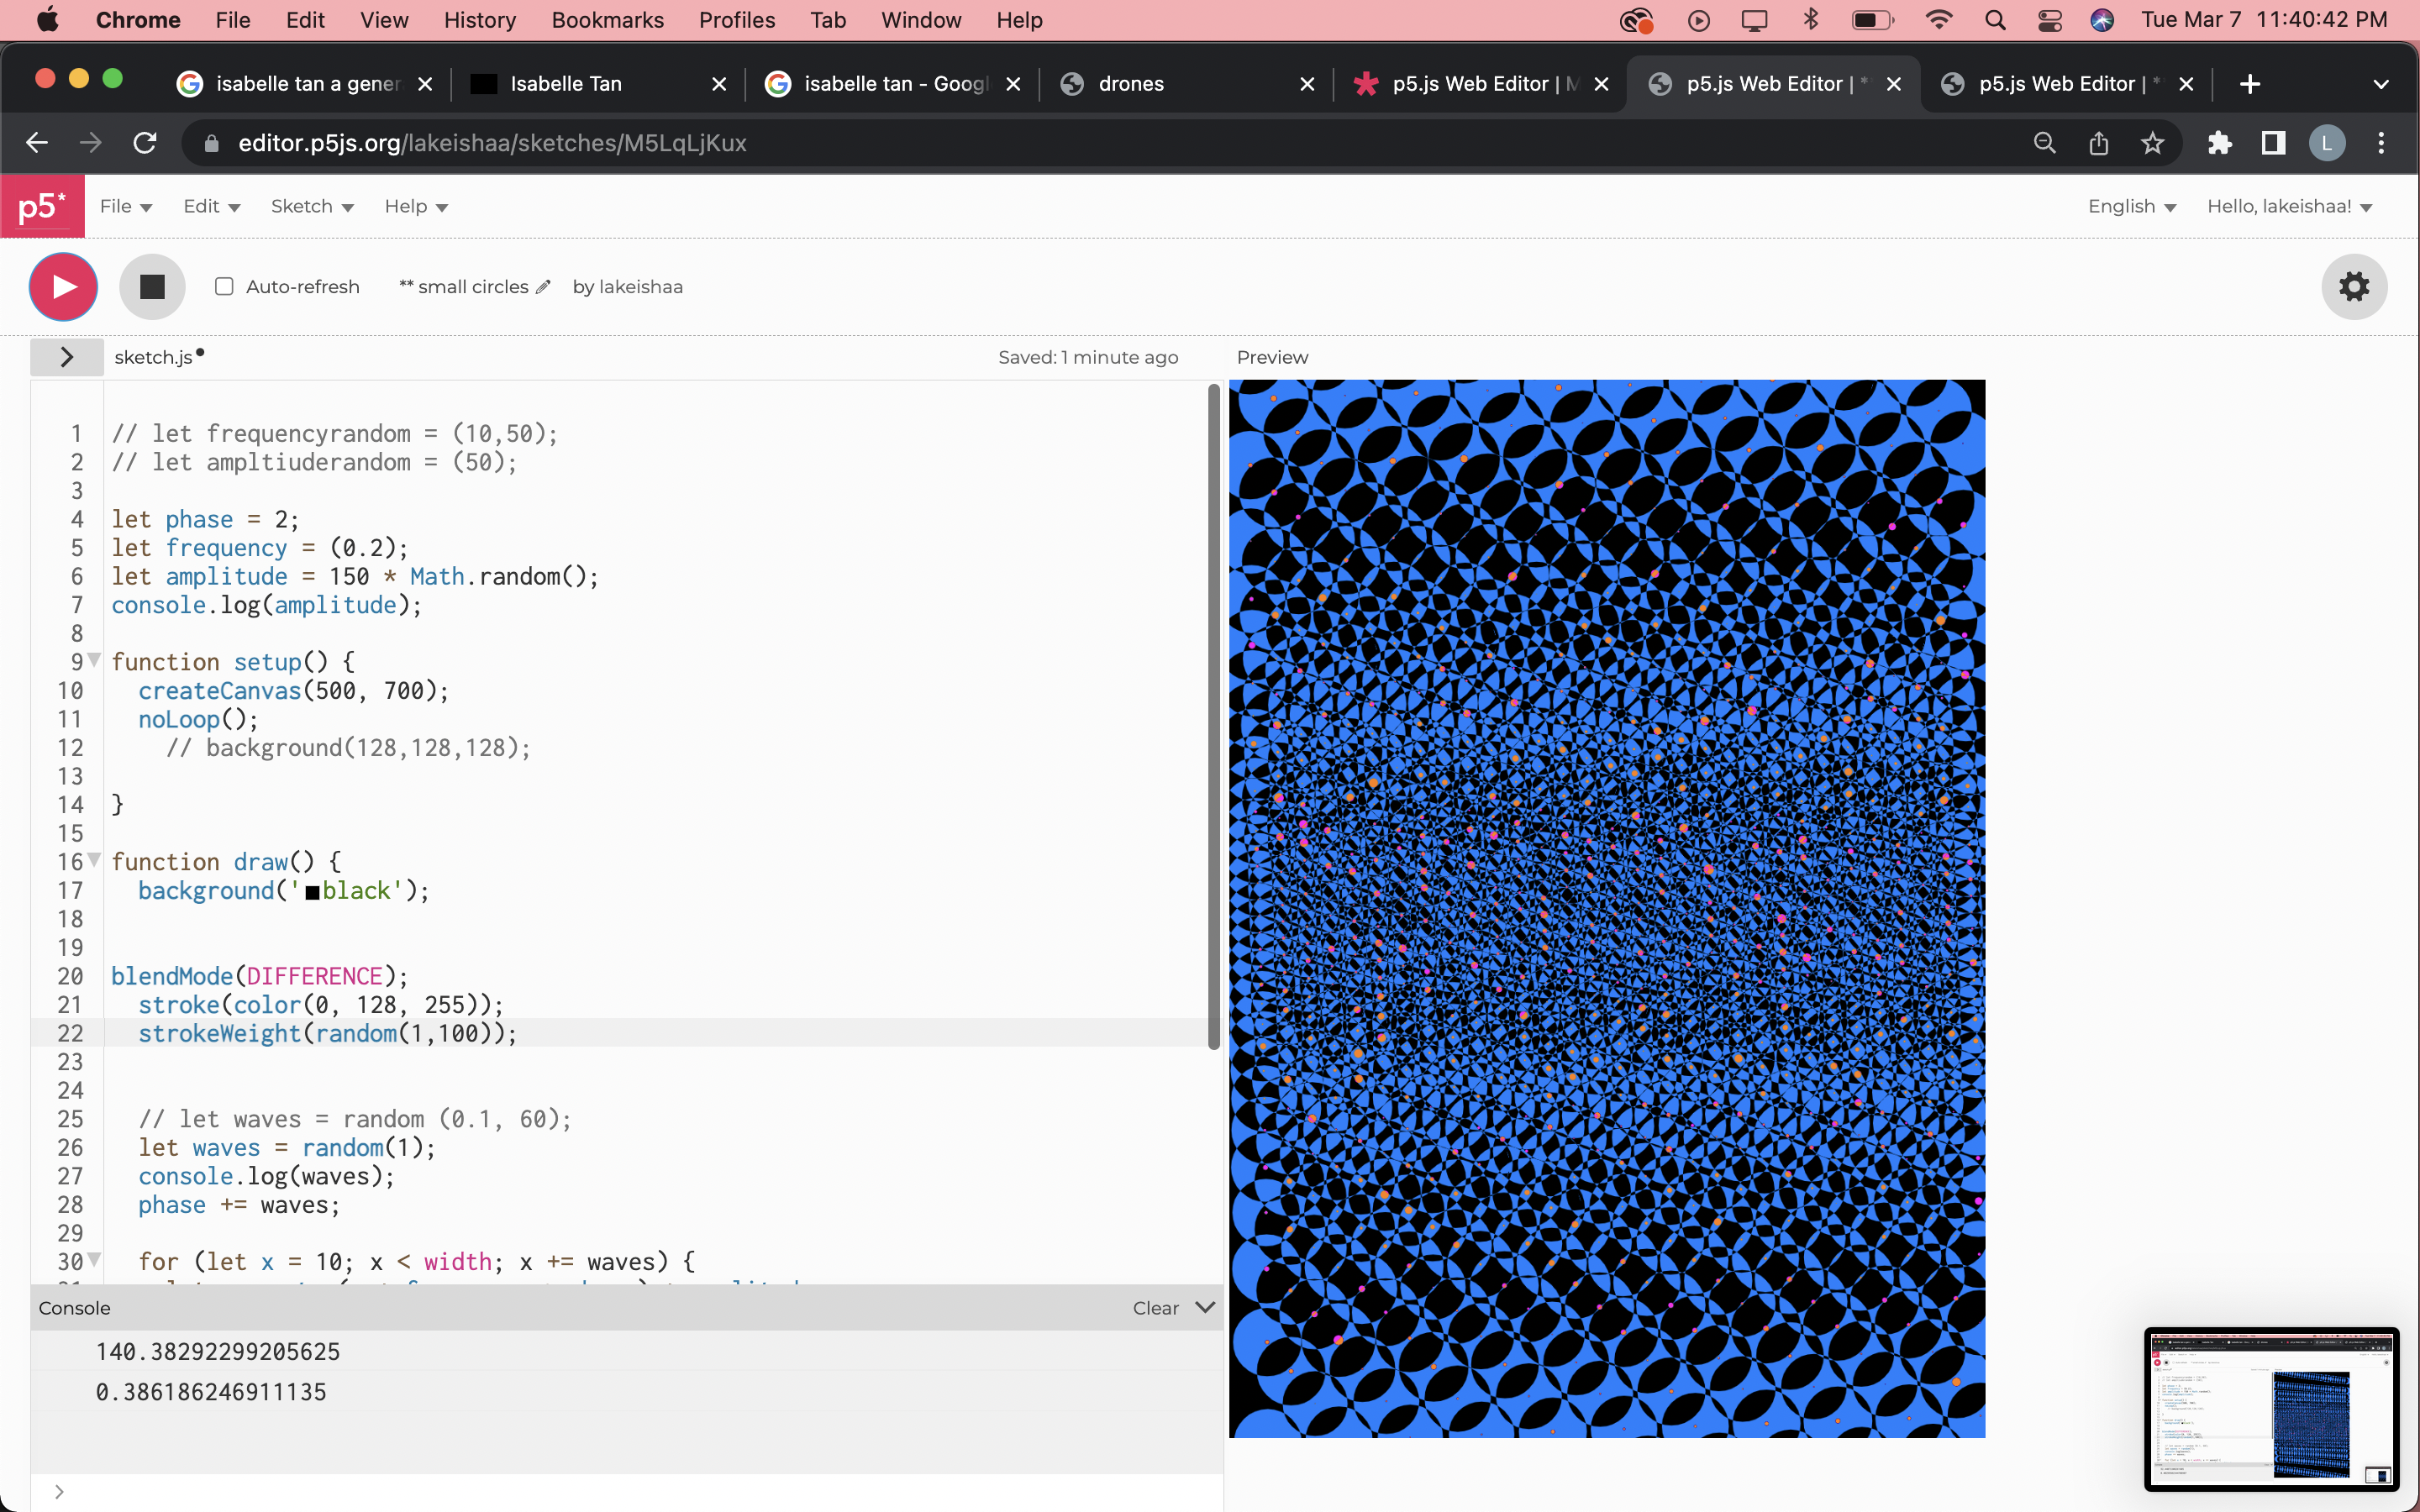 Chrome File Edit View History Bookmarks Profiles Tab Window Help Tue Mar 7 11:40:42 PM
isabelle tan a gener Isabelle Tan isabelle tan - Googl drones p5.js Web Editor | M p5.js Web Editor | * p5.js Web Editor | *
editor.p5js.org/lakeishaa/sketches/M5LqLjKux L
p5* File Edit Sketch Help English Hello, lakeishaa!
Auto-refresh ** small circles by lakeishaa
> sketch.js Saved: 1 minute ago Preview
1 // let frequencyrandom = (10,50);
2 // let ampltiuderandom = (50);
3
4 let phase = 2;
5 let frequency = (0.2);
6 let amplitude = 150 * Math.random();
7 console.log(amplitude);
8
9 function setup() {
10 createCanvas(500, 700);
11 noLoop();
12 // background(128,128,128);
13
14 }
15
16 function draw() {
17 background('black');
18
19
20 blendMode(DIFFERENCE);
21 stroke(color(0, 128, 255));
22 strokeWeight(random(1,100));
23
24
25 // let waves = random (0.1, 60);
26 let waves = random(1);
27 console.log(waves);
28 phase += waves;
29
30 for (let x = 10; x < width; x += waves) {
Console Clear
140.38292299205625
0.386186246911135
>